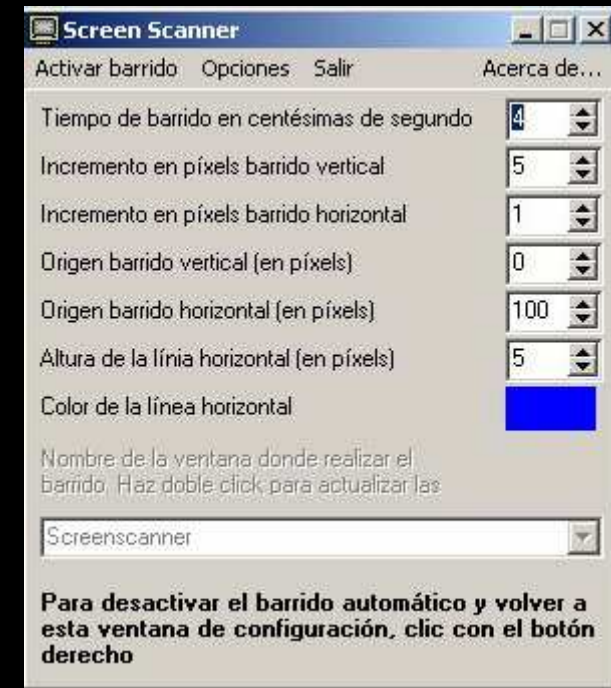 Screen Scanner
Activar barrido Opciones Salir Acerca de...
Tiempo de barrido en centésimas de segundo 4
Incremento en píxels barrido vertical 5
Incremento en píxels barrido horizontal 1
Origen barrido vertical (en píxels) 0
Origen barrido horizontal (en píxels) 100
Altura de la línia horizontal (en píxels) 5
Color de la línea horizontal
Nombre de la ventana donde realizar el
barrido. Haz doble click para actualizar las
Screenscanner
Para desactivar el barrido automático y volver a
esta ventana de configuración, clic con el botón
derecho